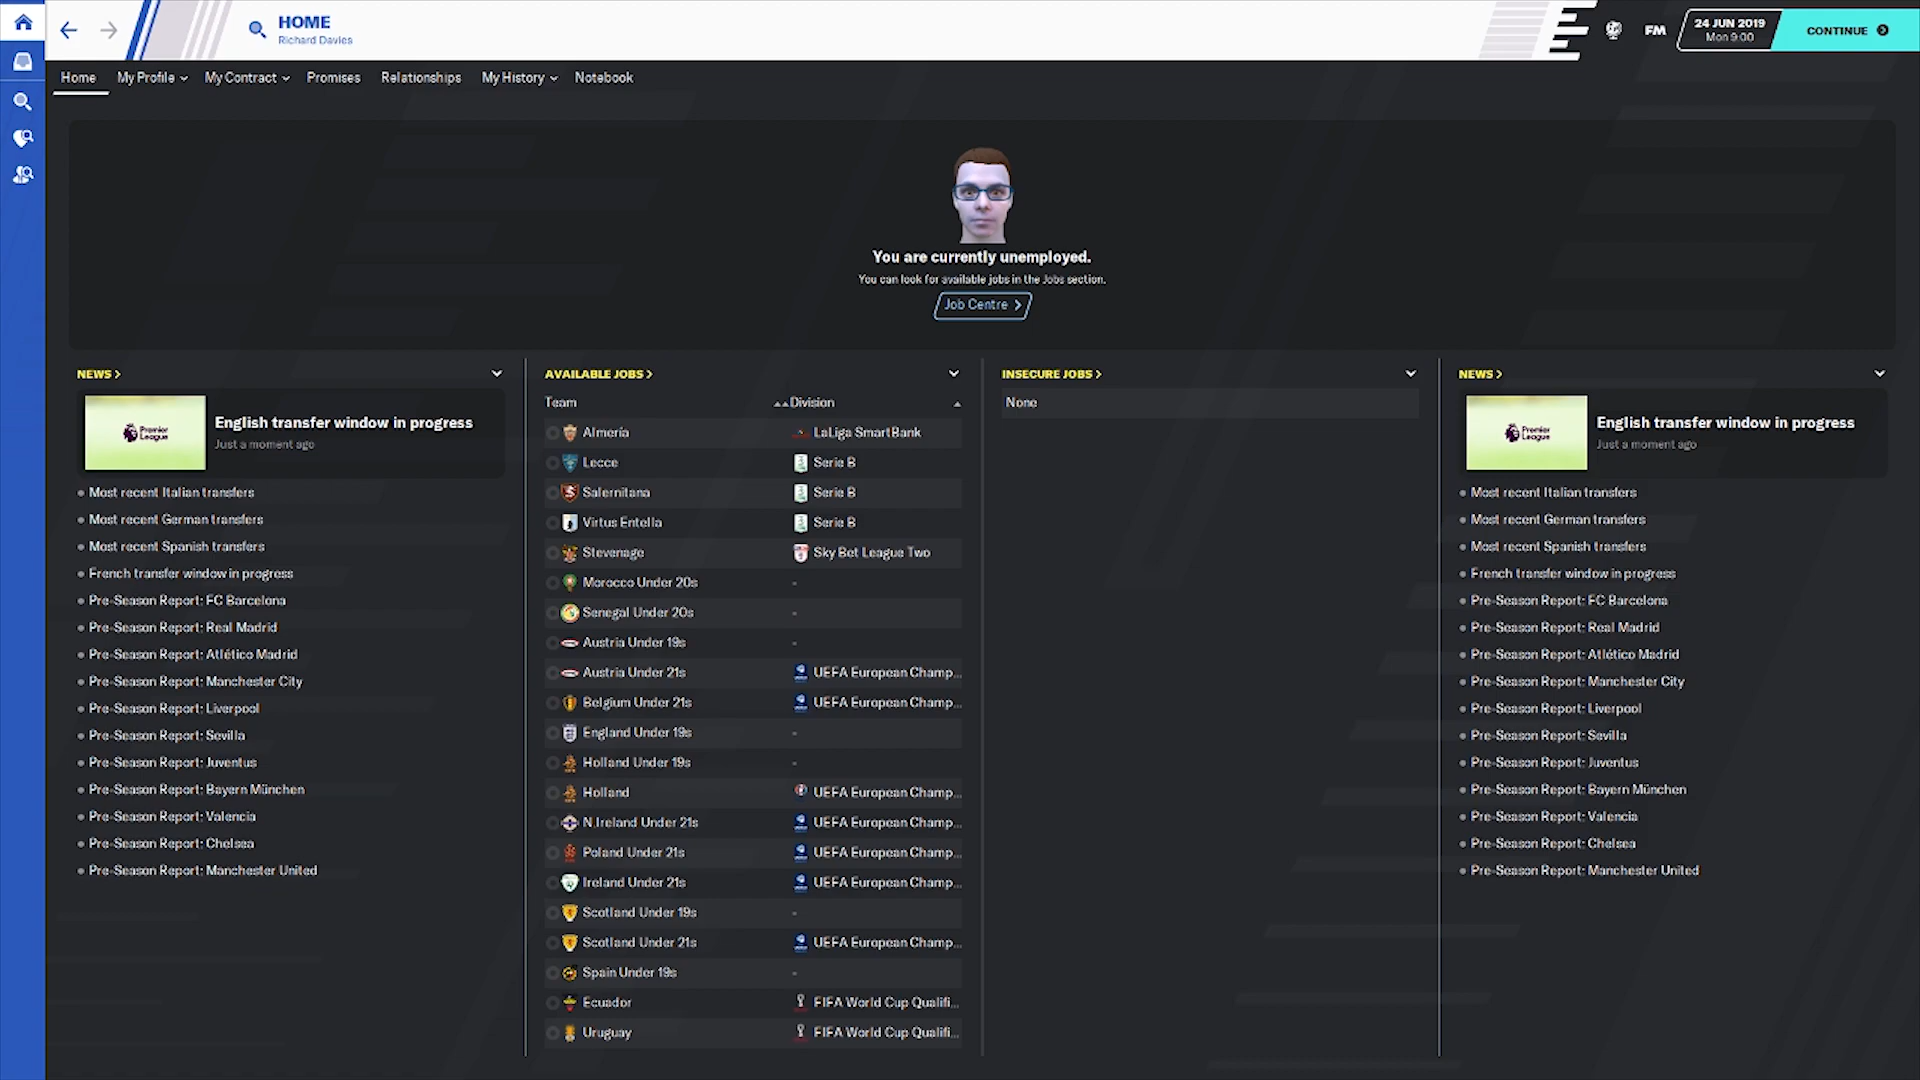 HOME
Richard Davies
FM
24 JUN 2019
Mon 9:00
CONTINUE
Home
My Profile
My Contract
Promises
Relationships
My History
Notebook
You are currently unemployed.
You can look for available jobs in the Jobs section.
Job Centre
NEWS
Premier League
English transfer window in progress
Just a moment ago
Most recent Italian transfers
Most recent German transfers
Most recent Spanish transfers
French transfer window in progress
Pre-Season Report: FC Barcelona
Pre-Season Report: Real Madrid
Pre-Season Report: Atlético Madrid
Pre-Season Report: Manchester City
Pre-Season Report: Liverpool
Pre-Season Report: Sevilla
Pre-Season Report: Juventus
Pre-Season Report: Bayern München
Pre-Season Report: Valencia
Pre-Season Report: Chelsea
Pre-Season Report: Manchester United
AVAILABLE JOBS
Team Division
Almería LaLiga SmartBank
Lecce Serie B
Salernitana Serie B
Virtus Entella Serie B
Stevenage Sky Bet League Two
Morocco Under 20s -
Senegal Under 20s -
Austria Under 19s -
Austria Under 21s UEFA European Champ...
Belgium Under 21s UEFA European Champ...
England Under 19s -
Holland Under 19s -
Holland UEFA European Champ...
N.Ireland Under 21s UEFA European Champ...
Poland Under 21s UEFA European Champ...
Ireland Under 21s UEFA European Champ...
Scotland Under 19s -
Scotland Under 21s UEFA European Champ...
Spain Under 19s -
Ecuador FIFA World Cup Qualifi...
Uruguay FIFA World Cup Qualifi...
INSECURE JOBS
None
NEWS
Premier League
English transfer window in progress
Just a moment ago
Most recent Italian transfers
Most recent German transfers
Most recent Spanish transfers
French transfer window in progress
Pre-Season Report: FC Barcelona
Pre-Season Report: Real Madrid
Pre-Season Report: Atlético Madrid
Pre-Season Report: Manchester City
Pre-Season Report: Liverpool
Pre-Season Report: Sevilla
Pre-Season Report: Juventus
Pre-Season Report: Bayern München
Pre-Season Report: Valencia
Pre-Season Report: Chelsea
Pre-Season Report: Manchester United